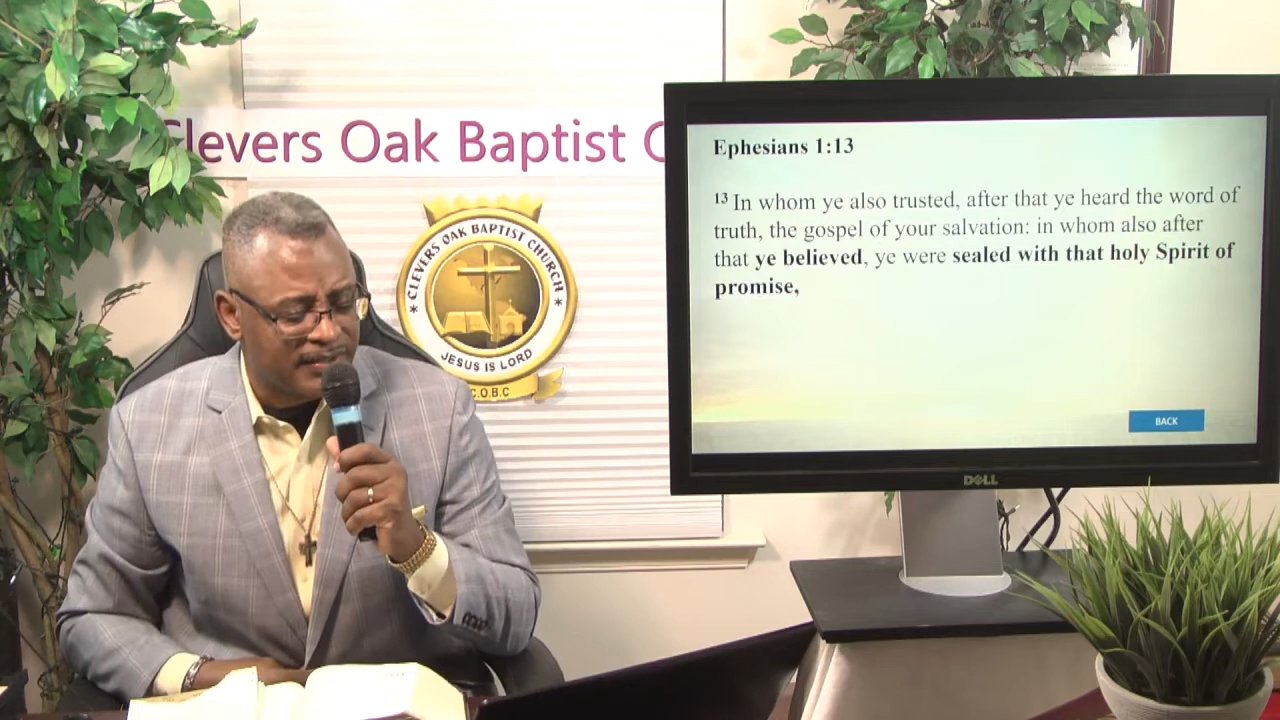 Clevers Oak Baptist C
CLEVERS OAK BAPTIST CHURCH
JESUS IS LORD
C.O.B.C
Ephesians 1:13
13 In whom ye also trusted, after that ye heard the word of
truth, the gospel of your salvation: in whom also after
that ye believed, ye were sealed with that holy Spirit of
promise,
BACK
DELL